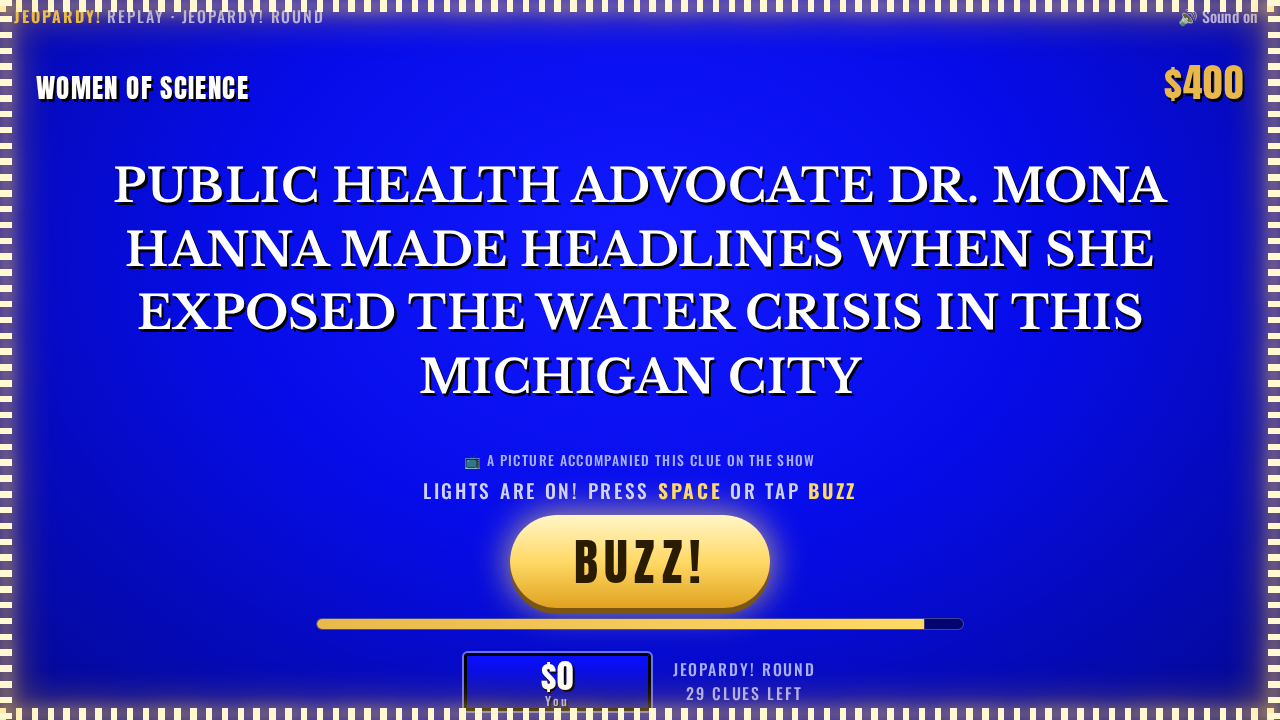 JEOPARDY! REPLAY · JEOPARDY! ROUND
🔊 Sound on
WOMEN OF SCIENCE
$400
PUBLIC HEALTH ADVOCATE DR. MONA
HANNA MADE HEADLINES WHEN SHE
EXPOSED THE WATER CRISIS IN THIS
MICHIGAN CITY
📺 A PICTURE ACCOMPANIED THIS CLUE ON THE SHOW
LIGHTS ARE ON! PRESS SPACE OR TAP BUZZ
BUZZ!
$0
You
JEOPARDY! ROUND
29 CLUES LEFT